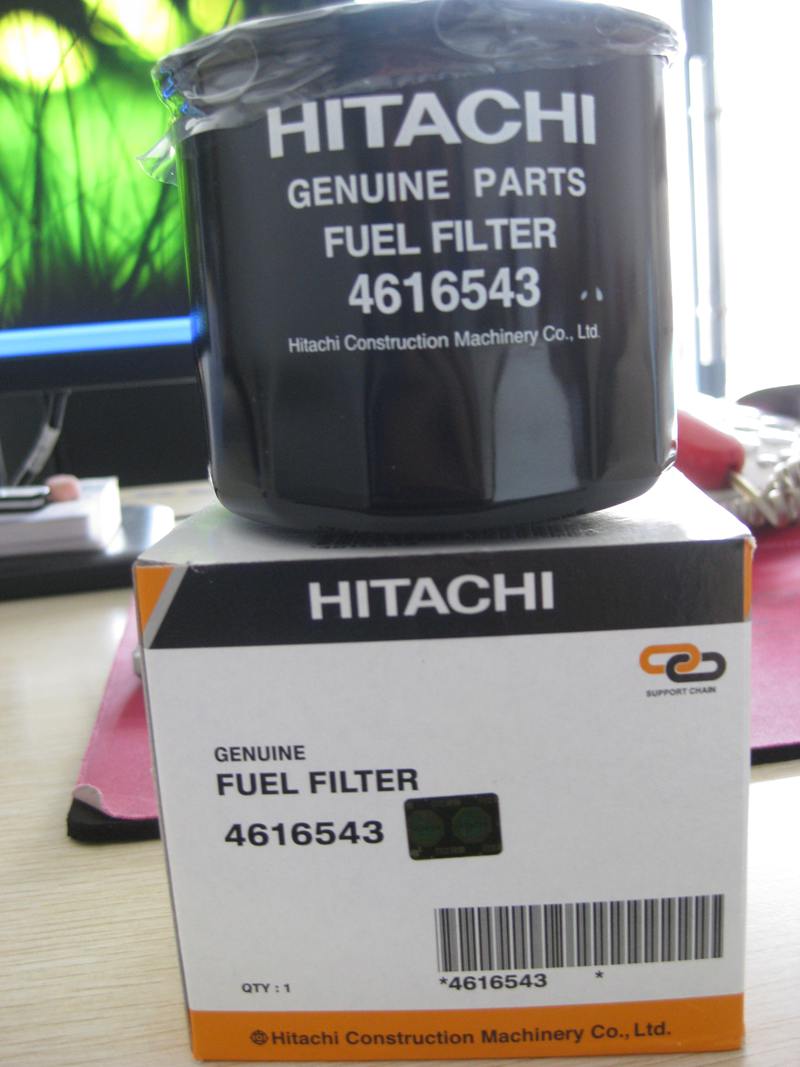 HITACHI
GENUINE PARTS
FUEL FILTER
4616543
Hitachi Construction Machinery Co., Ltd.
HITACHI
SUPPORT CHAIN
GENUINE
FUEL FILTER
4616543
*4616543 *
QTY : 1
Hitachi Construction Machinery Co., Ltd.